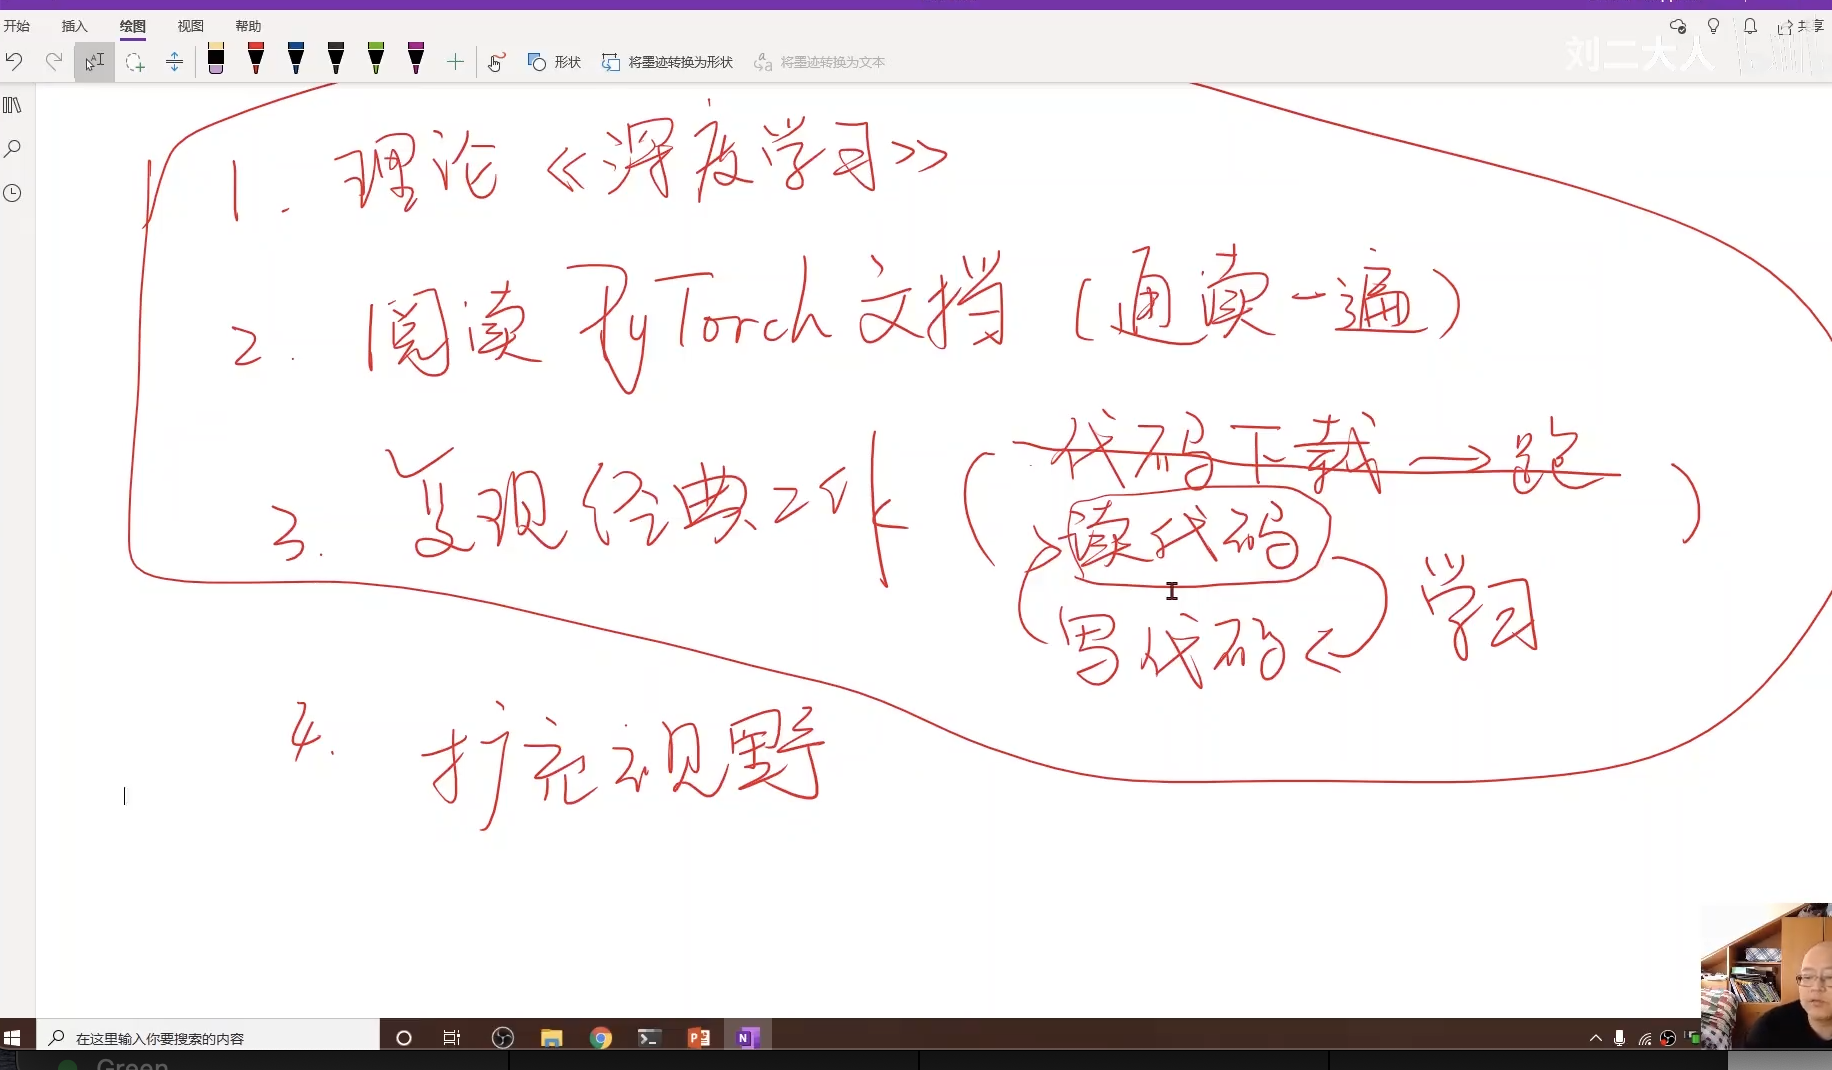 开始 插入 绘图 视图 帮助 共享
形状 将墨迹转换为形状 将墨迹转换为文本
刘二大人
1. 理论《深度学习》
2. 阅读 PyTorch 文档 (通读一遍)
代码下载 → 跑
3. 复现经典工作 ( 读代码 )
写代码 学习
4. 扩充视野
在这里输入你要搜索的内容
Green